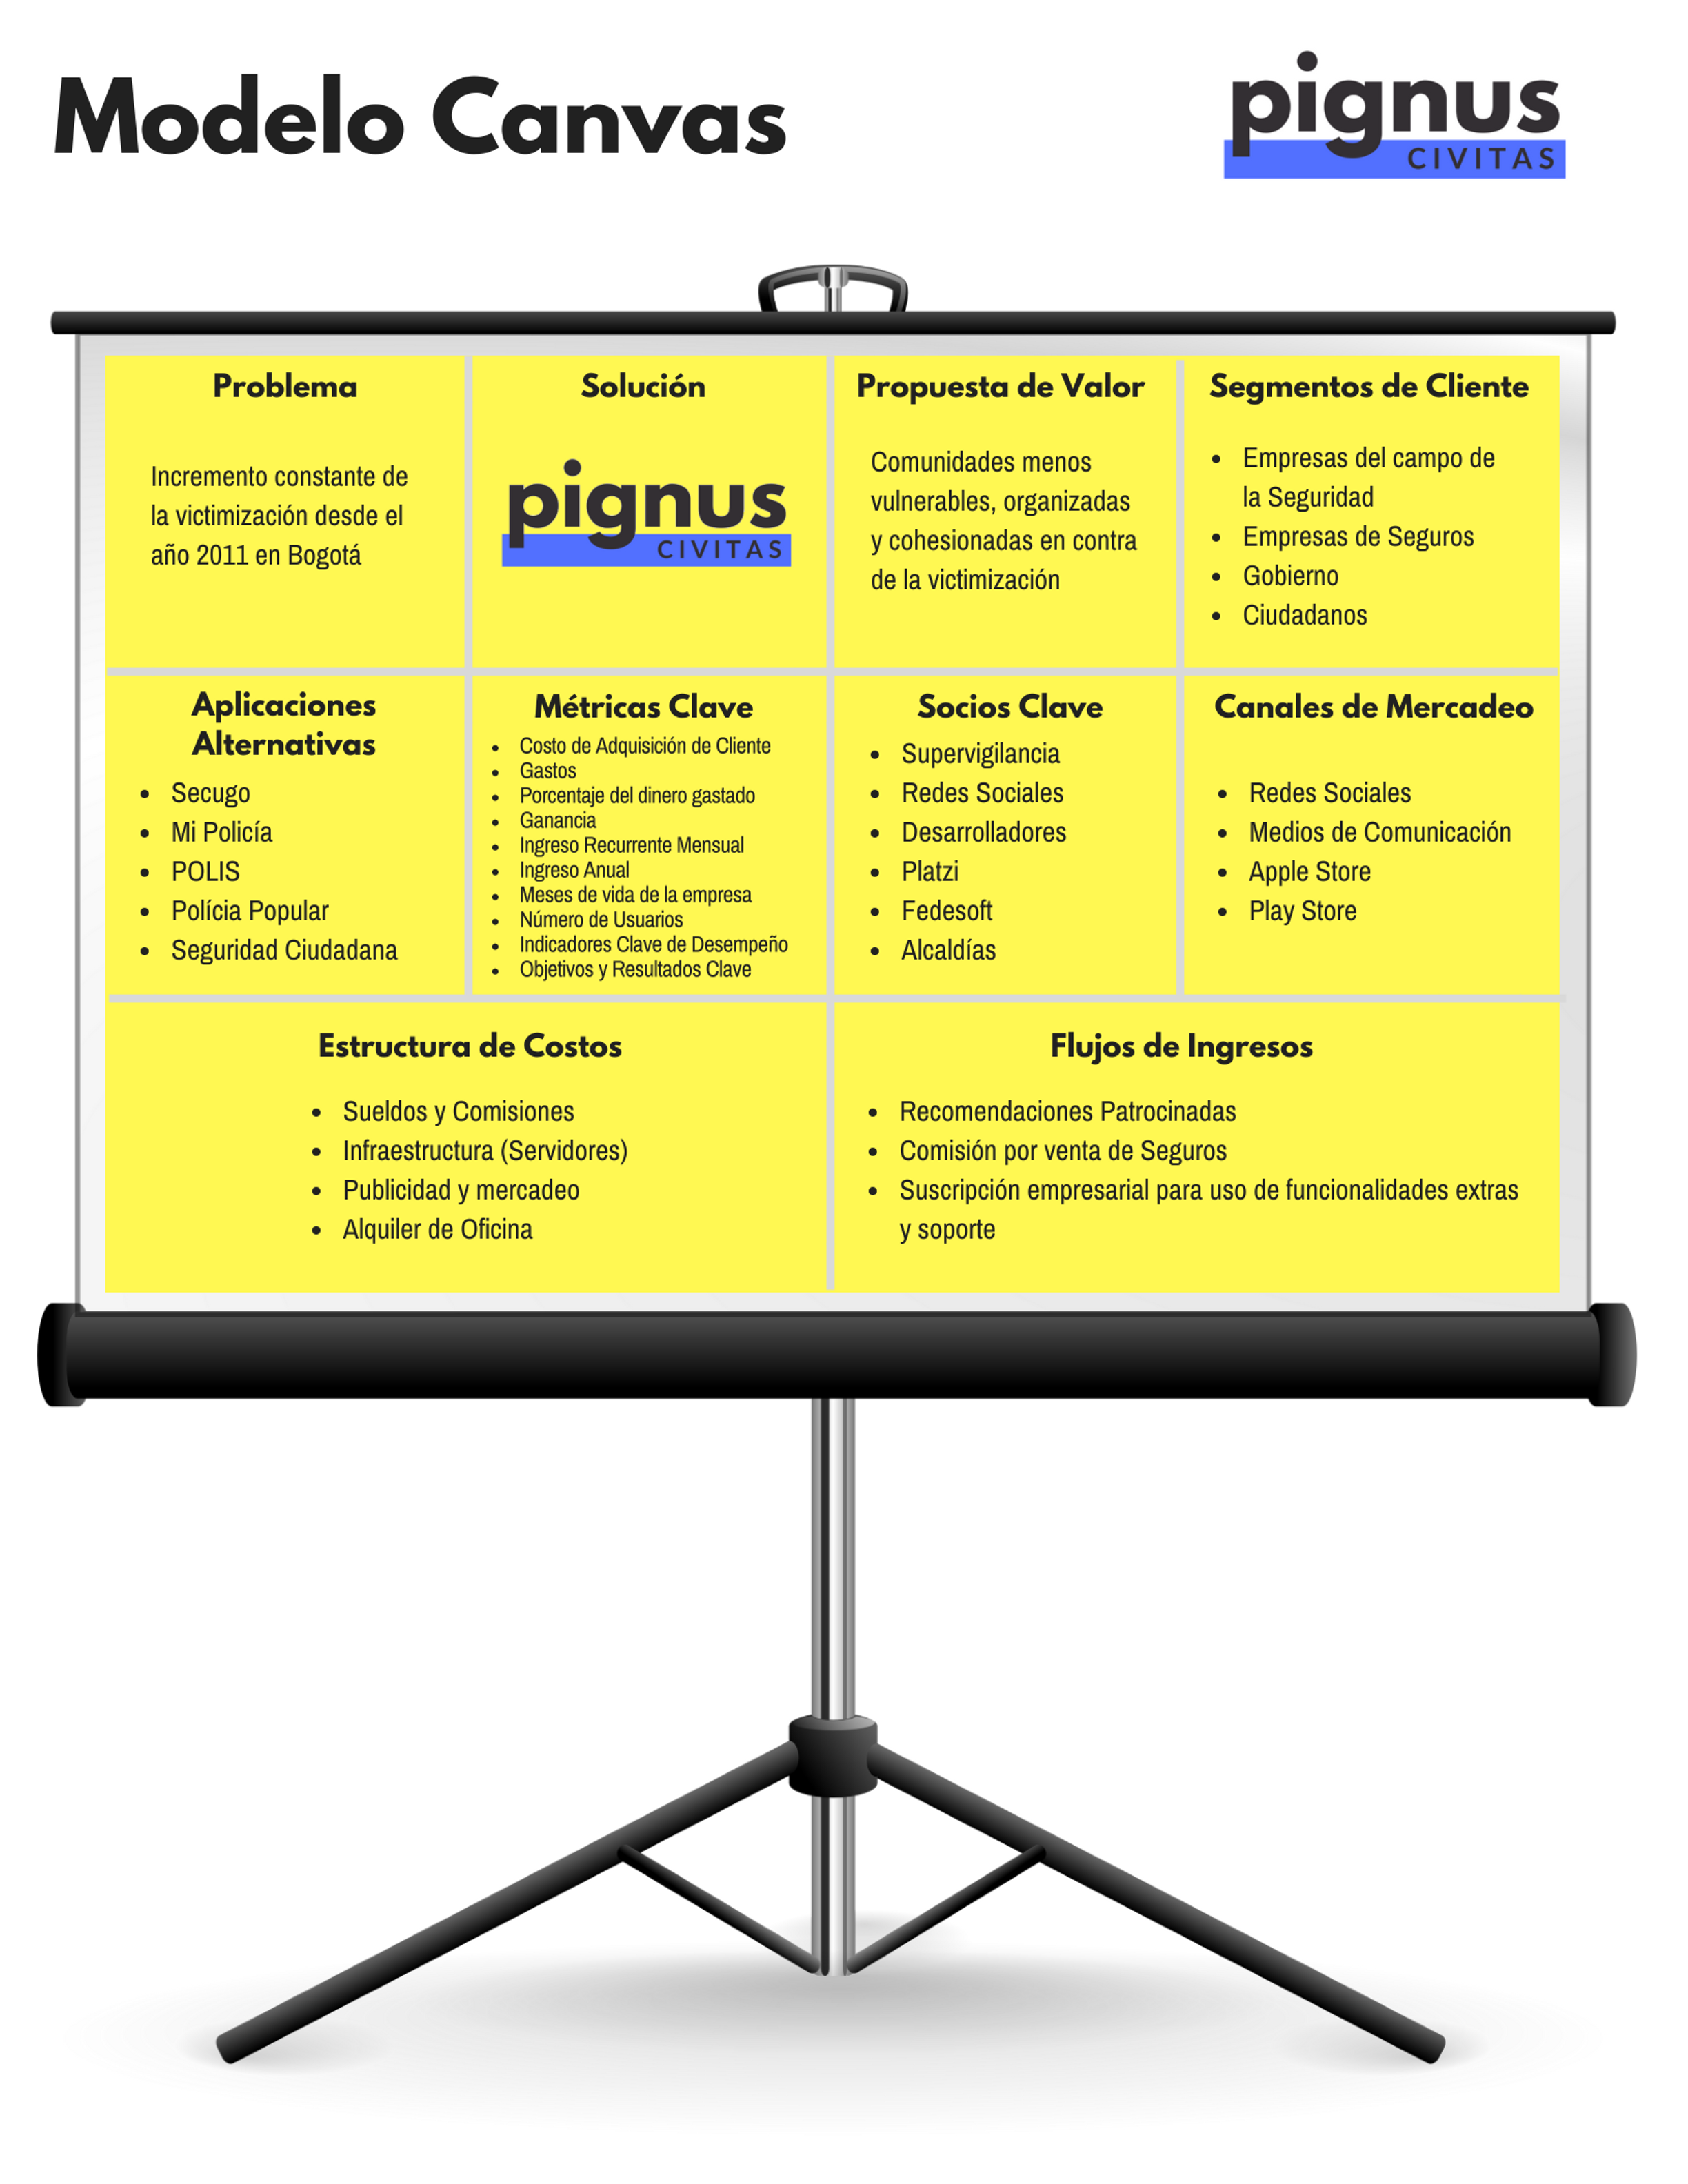 Modelo Canvas
pignus
CIVITAS
Problema
Incremento constante de
la victimización desde el
año 2011 en Bogotá
Solución
pignus
CIVITAS
Propuesta de Valor
Comunidades menos
vulnerables, organizadas
y cohesionadas en contra
de la victimización
Segmentos de Cliente
• Empresas del campo de
la Seguridad
• Empresas de Seguros
• Gobierno
• Ciudadanos
Aplicaciones
Alternativas
• Secugo
• Mi Policía
• POLIS
• Polícia Popular
• Seguridad Ciudadana
Métricas Clave
• Costo de Adquisición de Cliente
• Gastos
• Porcentaje del dinero gastado
• Ganancia
• Ingreso Recurrente Mensual
• Ingreso Anual
• Meses de vida de la empresa
• Número de Usuarios
• Indicadores Clave de Desempeño
• Objetivos y Resultados Clave
Socios Clave
• Supervigilancia
• Redes Sociales
• Desarrolladores
• Platzi
• Fedesoft
• Alcaldías
Canales de Mercadeo
• Redes Sociales
• Medios de Comunicación
• Apple Store
• Play Store
Estructura de Costos
• Sueldos y Comisiones
• Infraestructura (Servidores)
• Publicidad y mercadeo
• Alquiler de Oficina
Flujos de Ingresos
• Recomendaciones Patrocinadas
• Comisión por venta de Seguros
• Suscripción empresarial para uso de funcionalidades extras
y soporte